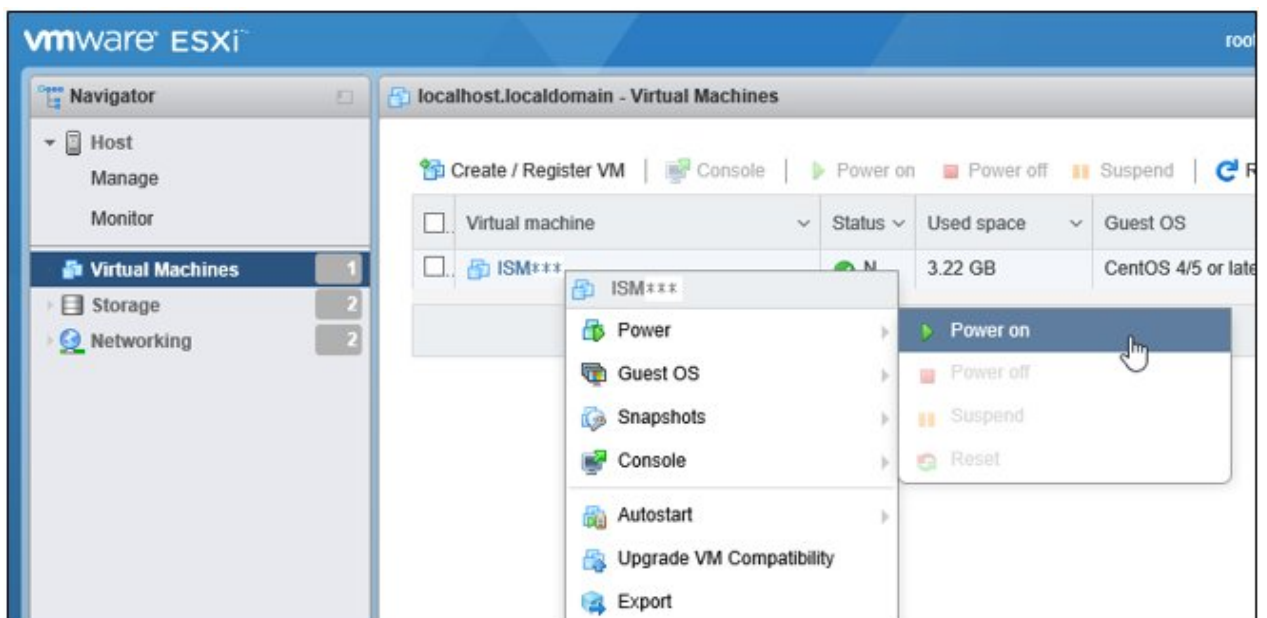 vmware ESXi™
root
Navigator
localhost.localdomain - Virtual Machines
Host
Manage
Monitor
Virtual Machines 1
Storage 2
Networking 2
Create / Register VM | Console | Power on Power off Suspend | R
Virtual machine Status Used space Guest OS
ISM*** N 3.22 GB CentOS 4/5 or late
ISM***
Power
Guest OS
Snapshots
Console
Autostart
Upgrade VM Compatibility
Export
Power on
Power off
Suspend
Reset